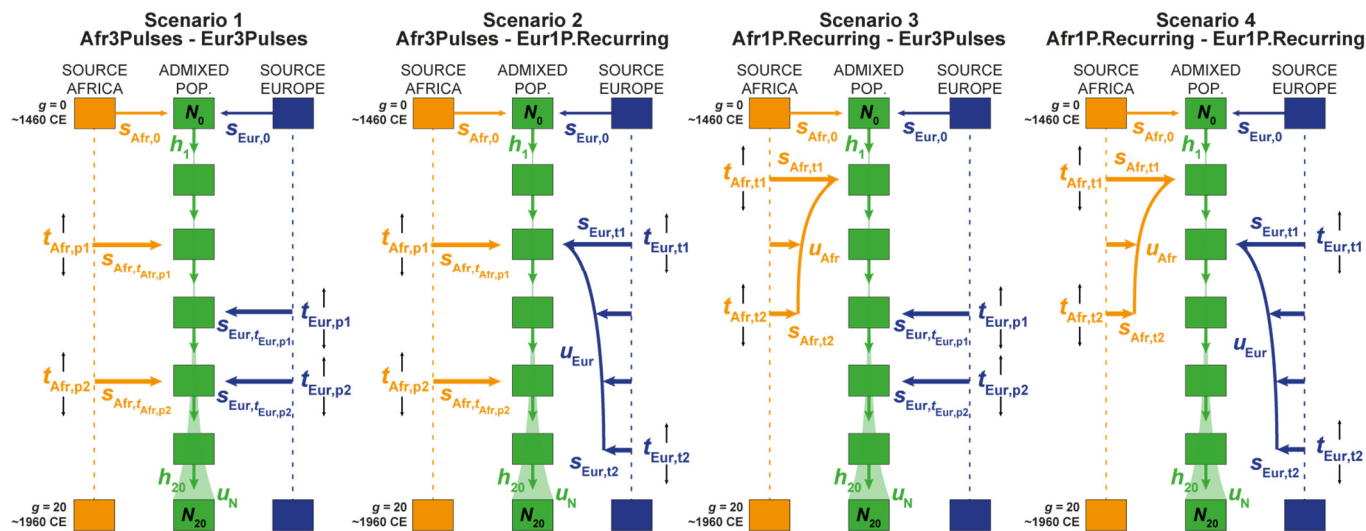 Scenario 1
Afr3Pulses - Eur3Pulses
SOURCE AFRICA
ADMIXED POP.
SOURCE EUROPE
g = 0
~1460 CE
N0
sAfr,0
sEur,0
h1
tAfr,p1
sAfr,tAfr,p1
tEur,p1
sEur,tEur,p1
tAfr,p2
sAfr,tAfr,p2
tEur,p2
sEur,tEur,p2
h20
uN
g = 20
~1960 CE
N20
Scenario 2
Afr3Pulses - Eur1P.Recurring
SOURCE AFRICA
ADMIXED POP.
SOURCE EUROPE
g = 0
~1460 CE
N0
sAfr,0
sEur,0
h1
tAfr,p1
sAfr,tAfr,p1
sEur,t1
tEur,t1
uEur
tAfr,p2
sAfr,tAfr,p2
tEur,t2
sEur,t2
h20
uN
g = 20
~1960 CE
N20
Scenario 3
Afr1P.Recurring - Eur3Pulses
SOURCE AFRICA
ADMIXED POP.
SOURCE EUROPE
g = 0
~1460 CE
N0
sAfr,0
sEur,0
h1
tAfr,t1
sAfr,t1
uAfr
tAfr,t2
sAfr,t2
tEur,p1
sEur,tEur,p1
tEur,p2
sEur,tEur,p2
h20
uN
g = 20
~1960 CE
N20
Scenario 4
Afr1P.Recurring - Eur1P.Recurring
SOURCE AFRICA
ADMIXED POP.
SOURCE EUROPE
g = 0
~1460 CE
N0
sAfr,0
sEur,0
h1
tAfr,t1
sAfr,t1
sEur,t1
tEur,t1
uAfr
tAfr,t2
sAfr,t2
uEur
tEur,t2
sEur,t2
h20
uN
g = 20
~1960 CE
N20